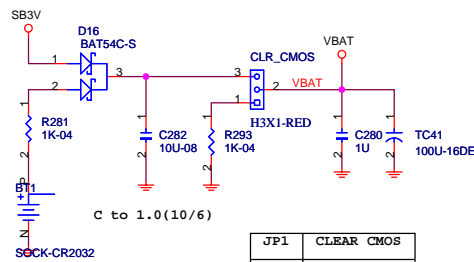 SB3V
D16
BAT54C-S
1
2
3
R281
1K-04
1
2
BT1
P
N
SOCK-CR2032
C282
10U-08
1
2
CLR_CMOS
3
2
1
H3X1-RED
R293
1K-04
1
2
VBAT
VBAT
C280
1U
1
2
TC41
100U-16DE
1
2
C to 1.0(10/6)
JP1 CLEAR CMOS